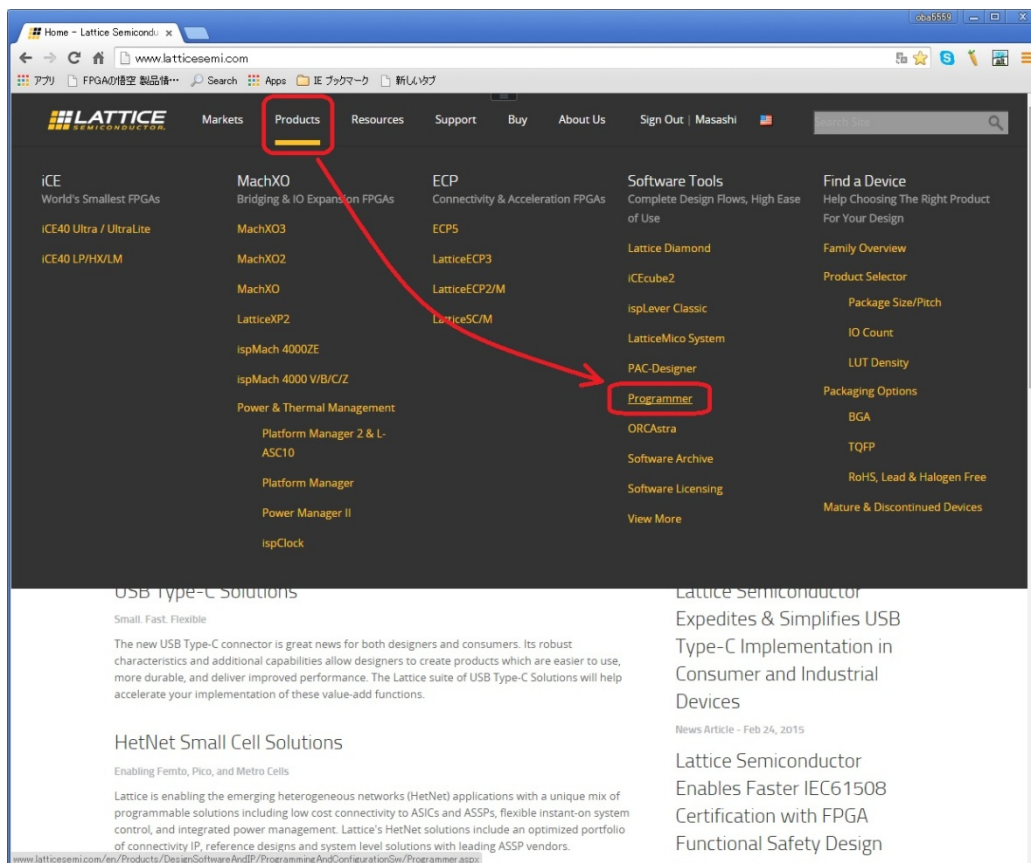 oba5559
Home - Lattice Semicondu
www.latticesemi.com
アプリ FPGAの悟空 製品情… Search Apps IE ブックマーク 新しいタブ
LATTICE
SEMICONDUCTOR.
Markets Products Resources Support Buy About Us Sign Out | Masashi
Search Site
iCE
World's Smallest FPGAs
iCE40 Ultra / UltraLite
iCE40 LP/HX/LM
MachXO
Bridging & IO Expansion FPGAs
MachXO3
MachXO2
MachXO
LatticeXP2
ispMach 4000ZE
ispMach 4000 V/B/C/Z
Power & Thermal Management
Platform Manager 2 & L-
ASC10
Platform Manager
Power Manager II
ispClock
ECP
Connectivity & Acceleration FPGAs
ECP5
LatticeECP3
LatticeECP2/M
LatticeSC/M
Software Tools
Complete Design Flows, High Ease
of Use
Lattice Diamond
iCEcube2
ispLever Classic
LatticeMico System
PAC-Designer
Programmer
ORCAstra
Software Archive
Software Licensing
View More
Find a Device
Help Choosing The Right Product
For Your Design
Family Overview
Product Selector
Package Size/Pitch
IO Count
LUT Density
Packaging Options
BGA
TQFP
RoHS, Lead & Halogen Free
Mature & Discontinued Devices
USB Type-C Solutions
Small. Fast. Flexible
The new USB Type-C connector is great news for both designers and consumers. Its robust
characteristics and additional capabilities allow designers to create products which are easier to use,
more durable, and deliver improved performance. The Lattice suite of USB Type-C Solutions will help
accelerate your implementation of these value-add functions.
HetNet Small Cell Solutions
Enabling Femto, Pico, and Metro Cells
Lattice is enabling the emerging heterogeneous networks (HetNet) applications with a unique mix of
programmable solutions including low cost connectivity to ASICs and ASSPs, flexible instant-on system
control, and integrated power management. Lattice's HetNet solutions include an optimized portfolio
of connectivity IP, reference designs and system level solutions with leading ASSP vendors.
Lattice Semiconductor
Expedites & Simplifies USB
Type-C Implementation in
Consumer and Industrial
Devices
News Article - Feb 24, 2015
Lattice Semiconductor
Enables Faster IEC61508
Certification with FPGA
Functional Safety Design
www.latticesemi.com/en/Products/DesignSoftwareAndIP/ProgrammingAndConfigurationSw/Programmer.aspx